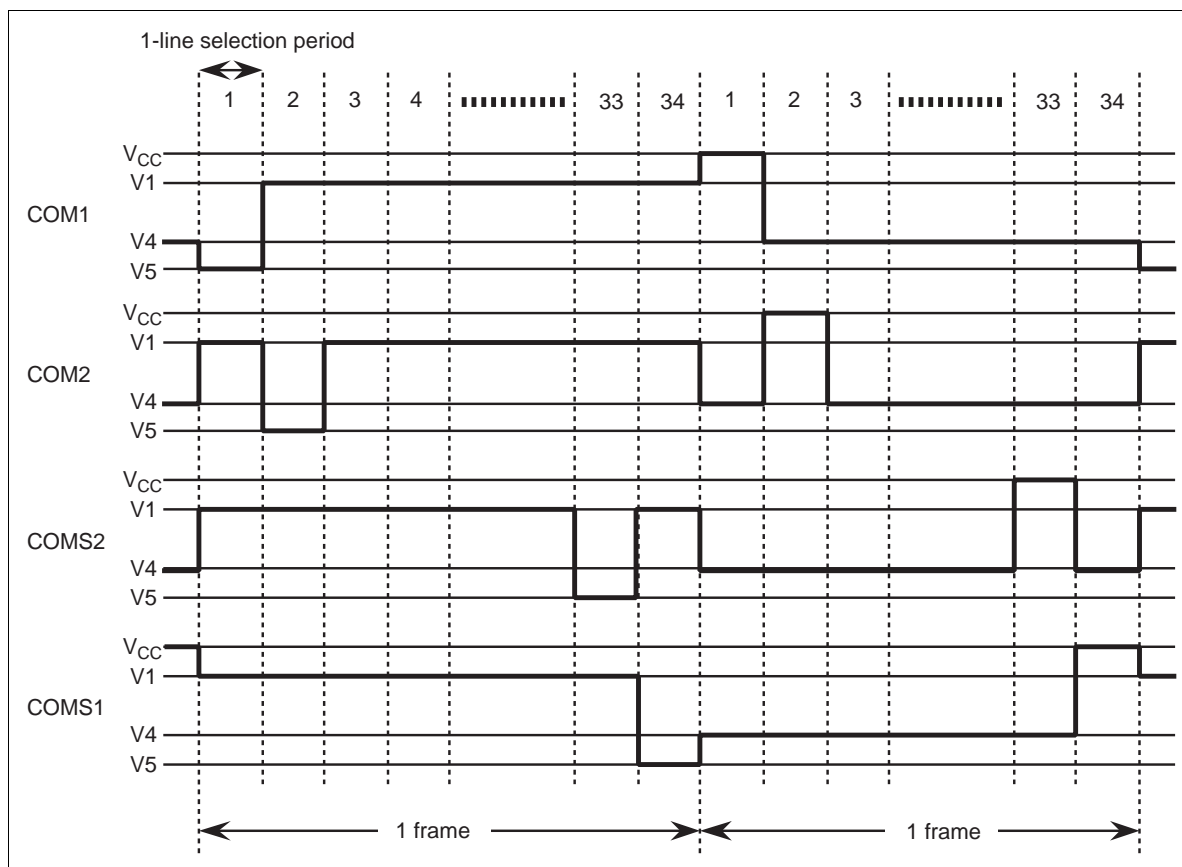 1-line selection period
1 2 3 4 33 34 1 2 3 33 34
VCC
V1
COM1
V4
V5
VCC
V1
COM2
V4
V5
VCC
V1
COMS2
V4
V5
VCC
V1
COMS1
V4
V5
1 frame 1 frame